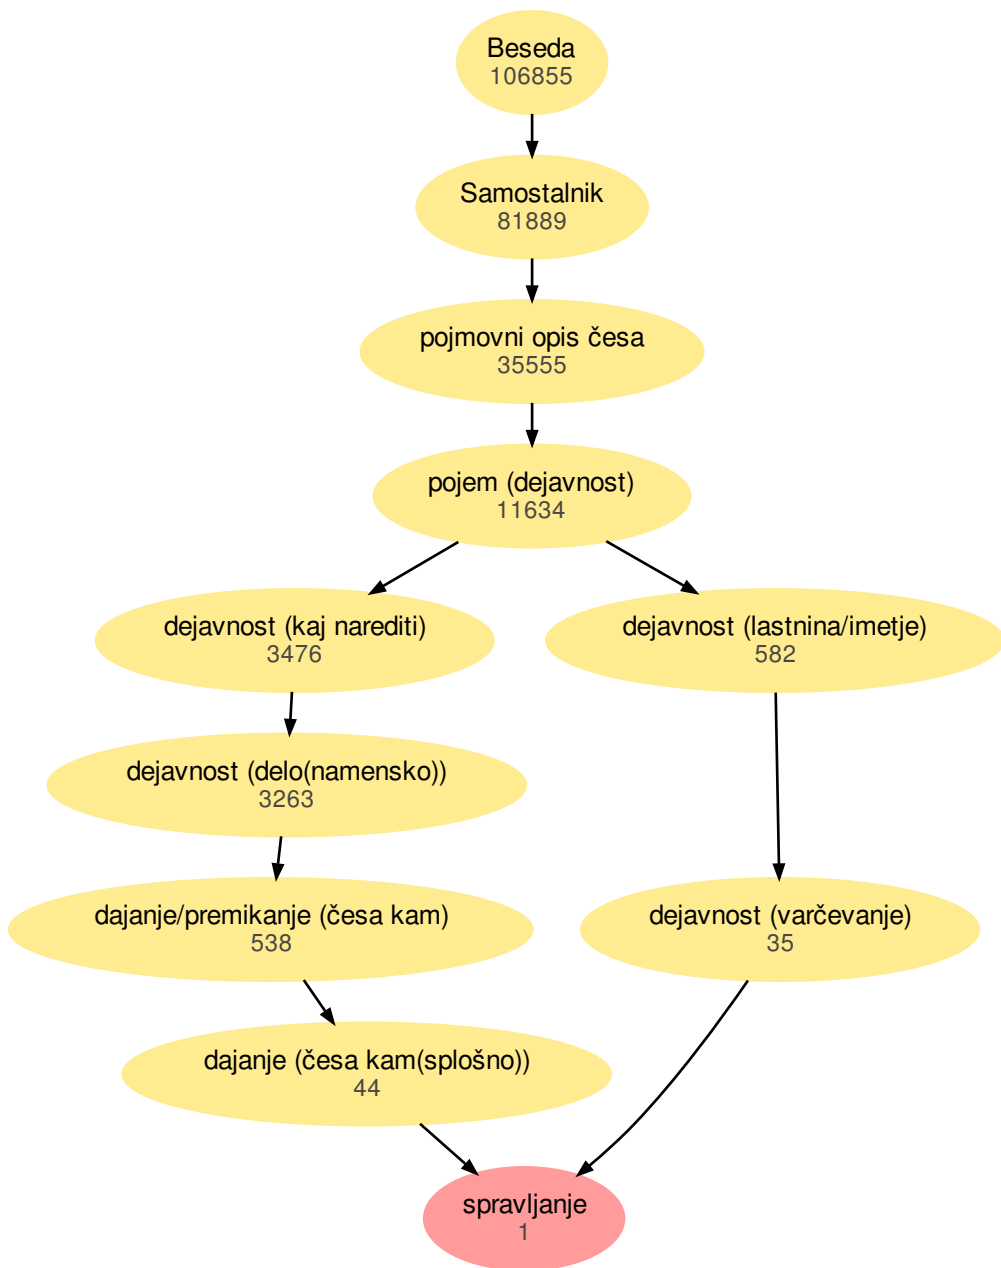 Beseda
106855
Samostalnik
81889
pojmovni opis česa
35555
pojem (dejavnost)
11634
dejavnost (kaj narediti)
3476
dejavnost (lastnina/imetje)
582
dejavnost (delo(namensko))
3263
dajanje/premikanje (česa kam)
538
dejavnost (varčevanje)
35
dajanje (česa kam(splošno))
44
spravljanje
1